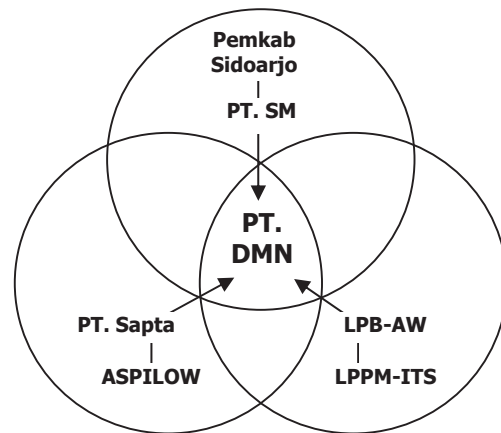 Pemkab
Sidoarjo
PT. SM
PT.
DMN
PT. Sapta
LPB-AW
ASPILOW
LPPM-ITS